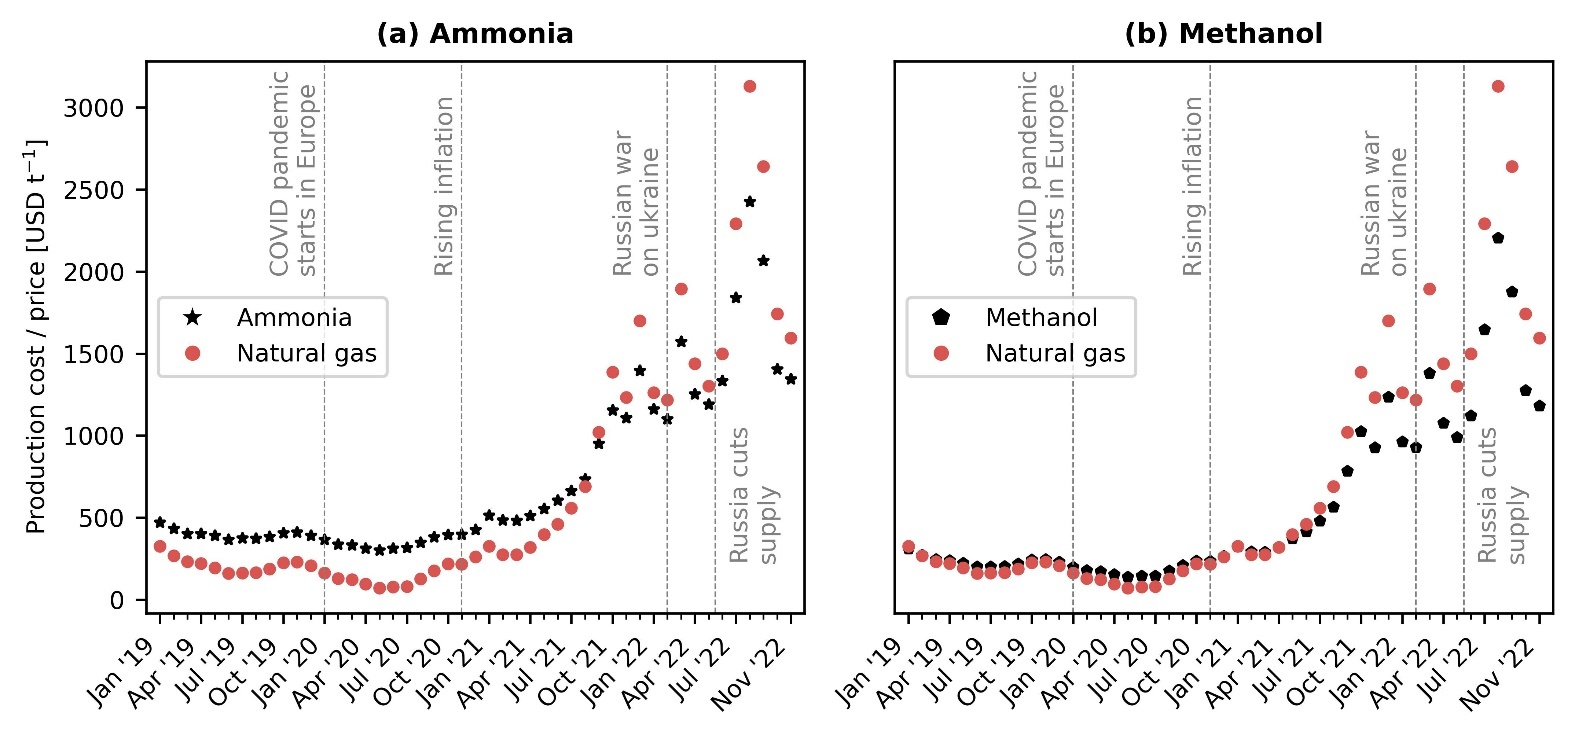 (a) Ammonia
Production cost / price [USD t⁻¹]
3000
2500
2000
1500
1000
500
0
COVID pandemic
starts in Europe
Rising inflation
Russian war
on ukraine
Russia cuts
supply
Ammonia
Natural gas
Jan '19
Apr '19
Jul '19
Oct '19
Jan '20
Apr '20
Jul '20
Oct '20
Jan '21
Apr '21
Jul '21
Oct '21
Jan '22
Apr '22
Jul '22
Nov '22
(b) Methanol
COVID pandemic
starts in Europe
Rising inflation
Russian war
on ukraine
Russia cuts
supply
Methanol
Natural gas
Jan '19
Apr '19
Jul '19
Oct '19
Jan '20
Apr '20
Jul '20
Oct '20
Jan '21
Apr '21
Jul '21
Oct '21
Jan '22
Apr '22
Jul '22
Nov '22